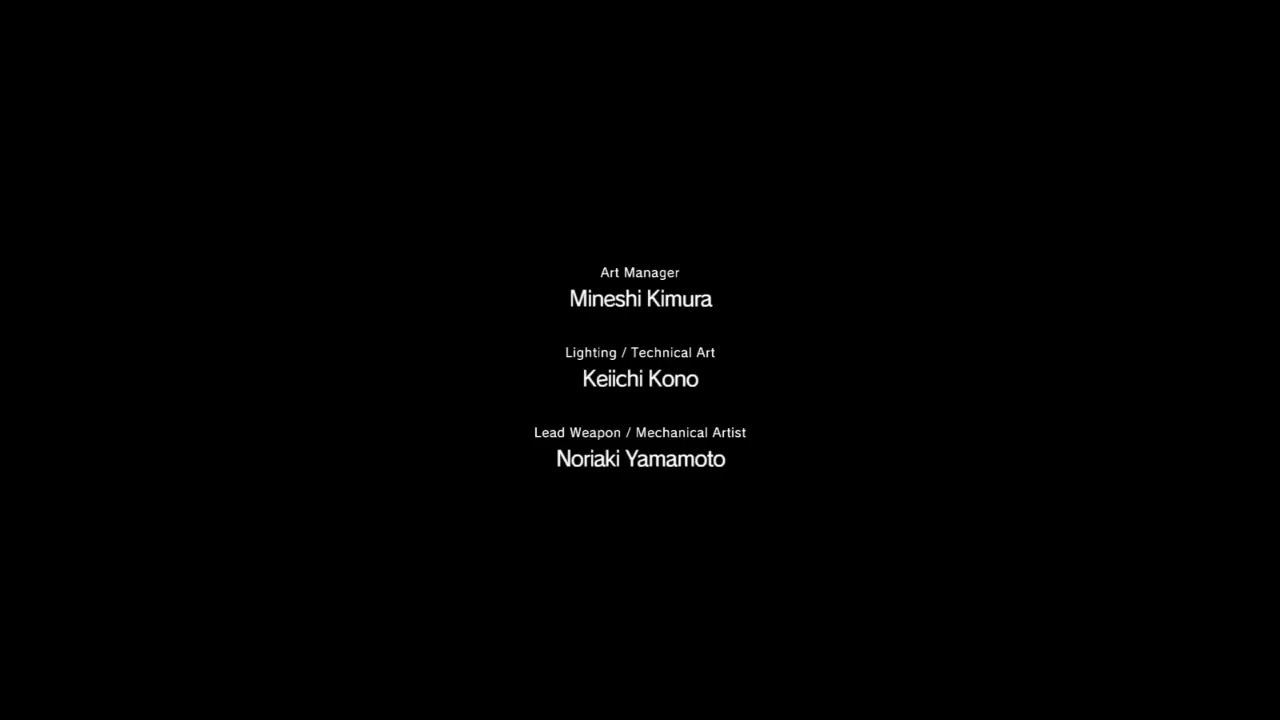 Art Manager
Mineshi Kimura
Lighting / Technical Art
Keiichi Kono
Lead Weapon / Mechanical Artist
Noriaki Yamamoto